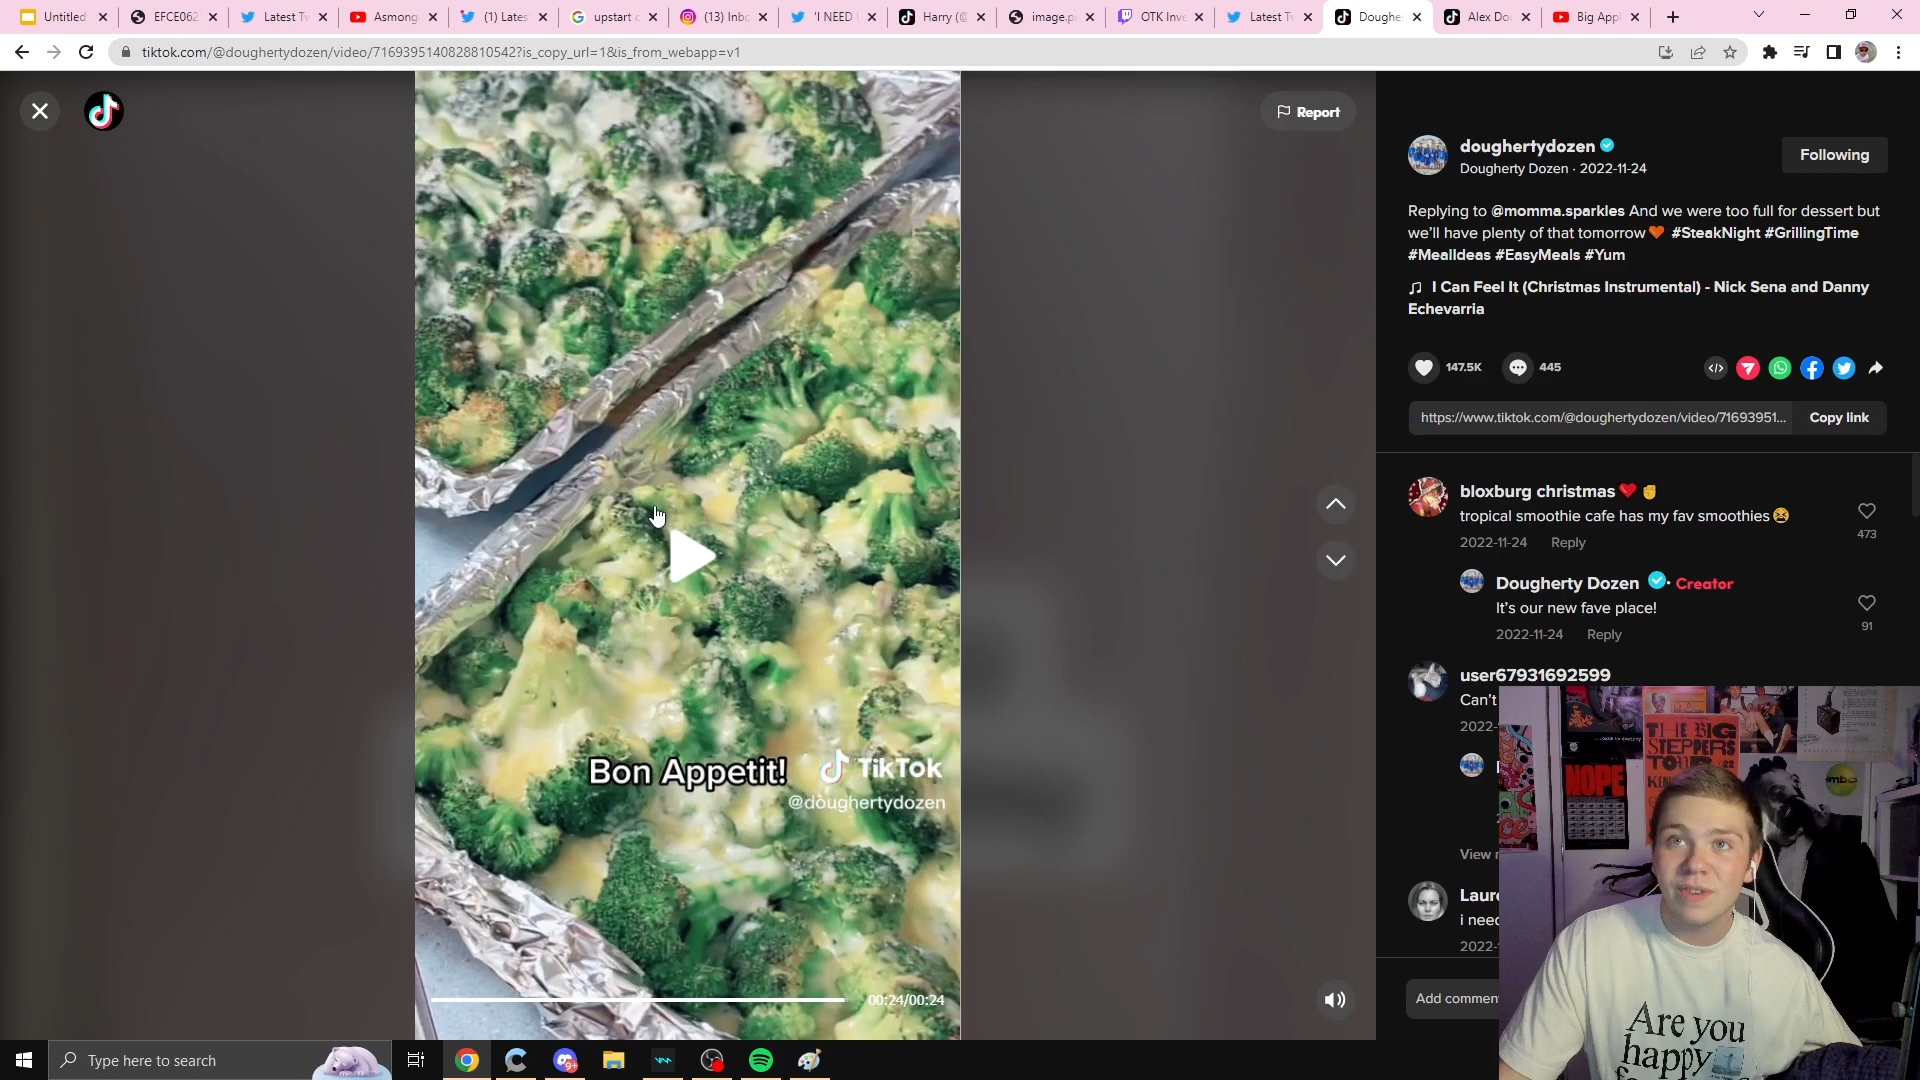 Untitled
EFCE062
Latest Tw
Asmong
(1) Lates
upstart c
(13) Inbc
'I NEED
Harry (@
image.p
OTK Inve
Latest Tw
Doughe
Alex Do
Big Appl
tiktok.com/@doughertydozen/video/7169395140828810542?is_copy_url=1&is_from_webapp=v1
Report
doughertydozen
Dougherty Dozen · 2022-11-24
Following
Replying to @momma.sparkles And we were too full for dessert but
we'll have plenty of that tomorrow🧡 #SteakNight #GrillingTime
#MealIdeas #EasyMeals #Yum
♫ I Can Feel It (Christmas Instrumental) - Nick Sena and Danny
Echevarria
147.5K
445
https://www.tiktok.com/@doughertydozen/video/71693951...
Copy link
bloxburg christmas❤️✊
tropical smoothie cafe has my fav smoothies😫
2022-11-24 Reply
473
Dougherty Dozen · Creator
It's our new fave place!
2022-11-24 Reply
91
user67931692599
Can't
2022-
View
Laure
i need
2022-
Add commen
Bon Appetit!
TikTok
@doughertydozen
00:24/00:24
THE BIG
STEPPERS
TOUR
22
NOPE
Are you
happy
Type here to search
9+